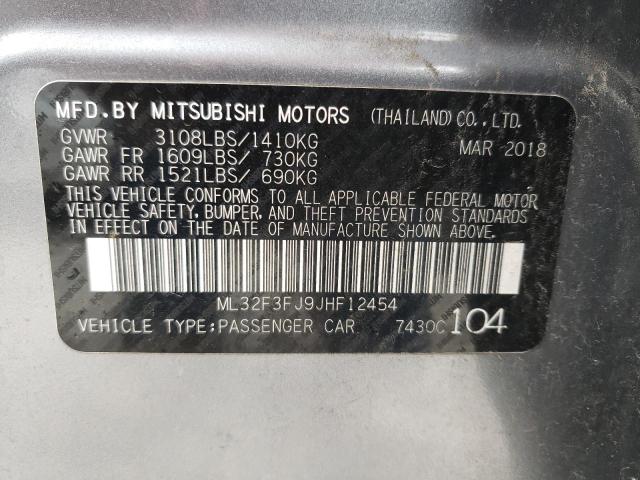 MFD.BY MITSUBISHI MOTORS (THAILAND)CO.,LTD.
GVWR 3108LBS/1410KG MAR 2018
GAWR FR 1609LBS/ 730KG
GAWR RR 1521LBS/ 690KG
THIS VEHICLE CONFORMS TO ALL APPLICABLE FEDERAL MOTOR
VEHICLE SAFETY, BUMPER, AND THEFT PREVENTION STANDARDS
IN EFFECT ON THE DATE OF MANUFACTURE SHOWN ABOVE.
ML32F3FJ9JHF12454
VEHICLE TYPE:PASSENGER CAR 7430C 104